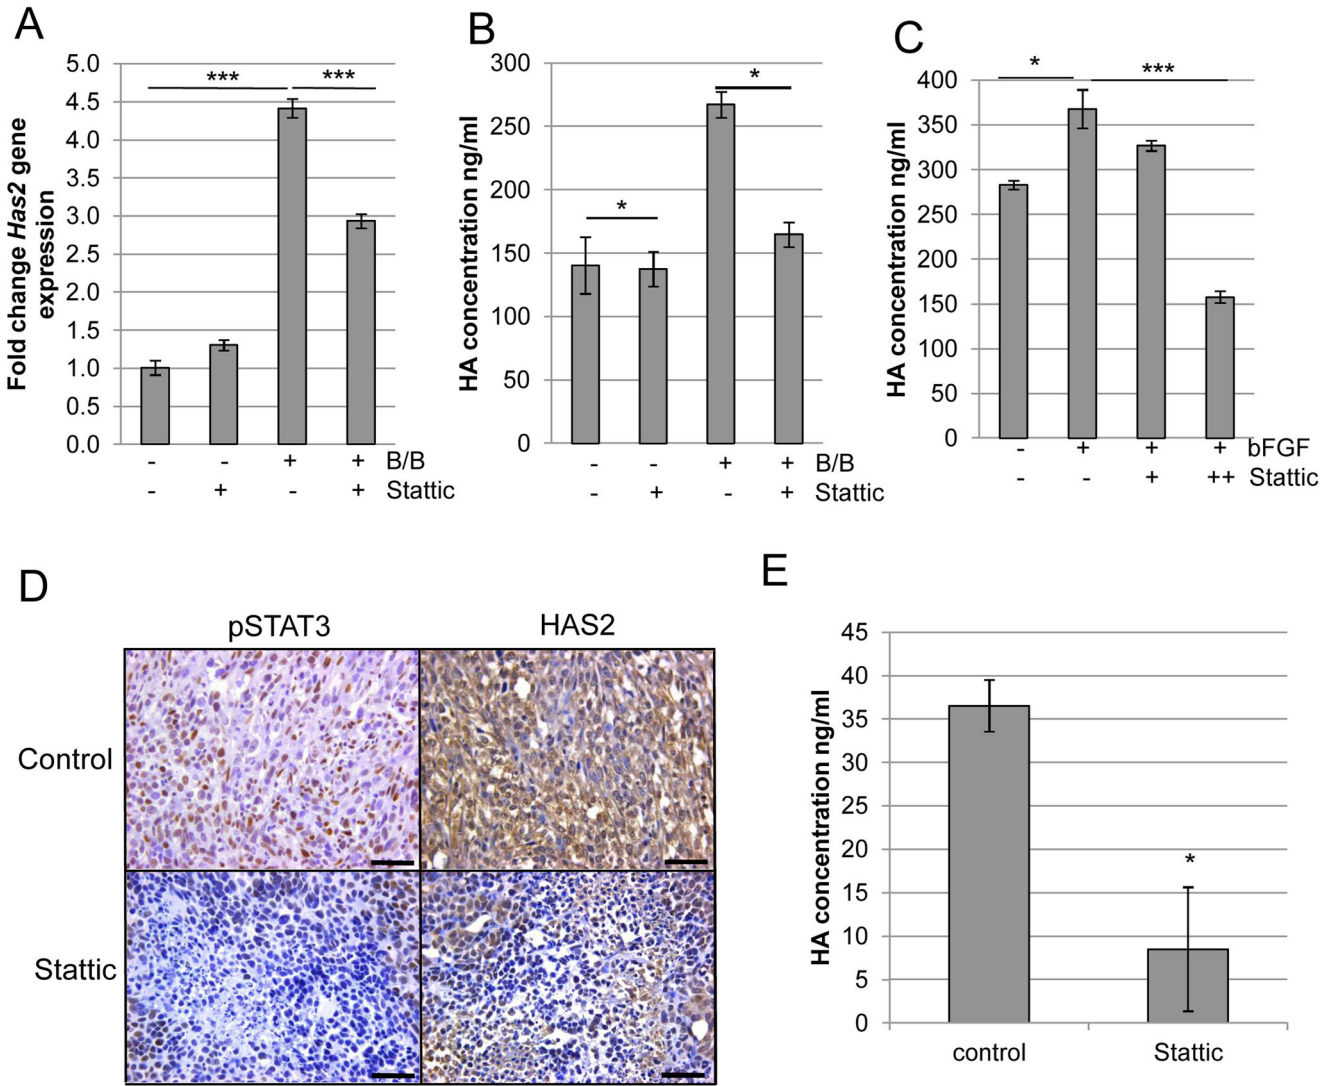 A
Fold change Has2 gene
expression
5.0
4.5
4.0
3.5
3.0
2.5
2.0
1.5
1.0
0.5
0.0
*** ***
- - + + B/B
- + - + Stattic
B
HA concentration ng/ml
300
250
200
150
100
50
0
* *
- - + + B/B
- + - + Stattic
C
HA concentration ng/ml
400
350
300
250
200
150
100
50
0
* ***
- + + + bFGF
- - + ++ Stattic
D
pSTAT3 HAS2
Control
Stattic
E
HA concentration ng/ml
45
40
35
30
25
20
15
10
5
0
*
control Stattic